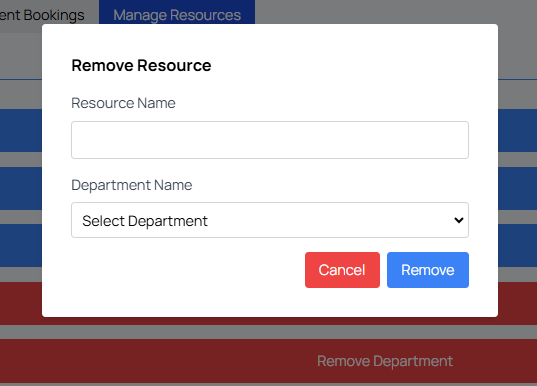 ent Bookings Manage Resources
Remove Resource
Resource Name
Department Name
Select Department
Cancel Remove
Remove Department